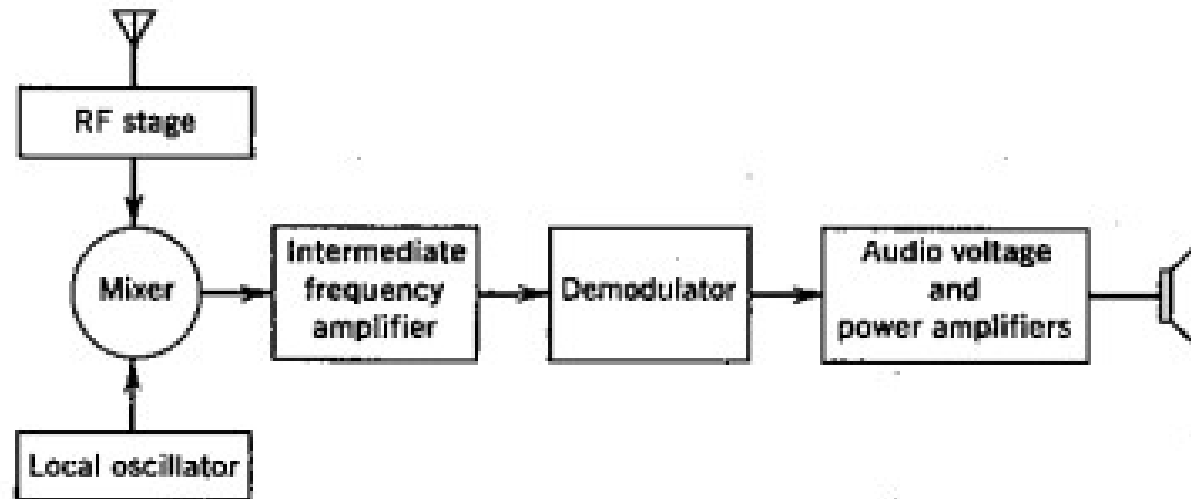 RF stage
Mixer
Intermediate
frequency
amplifier
Demodulator
Audio voltage
and
power amplifiers
Local oscillator